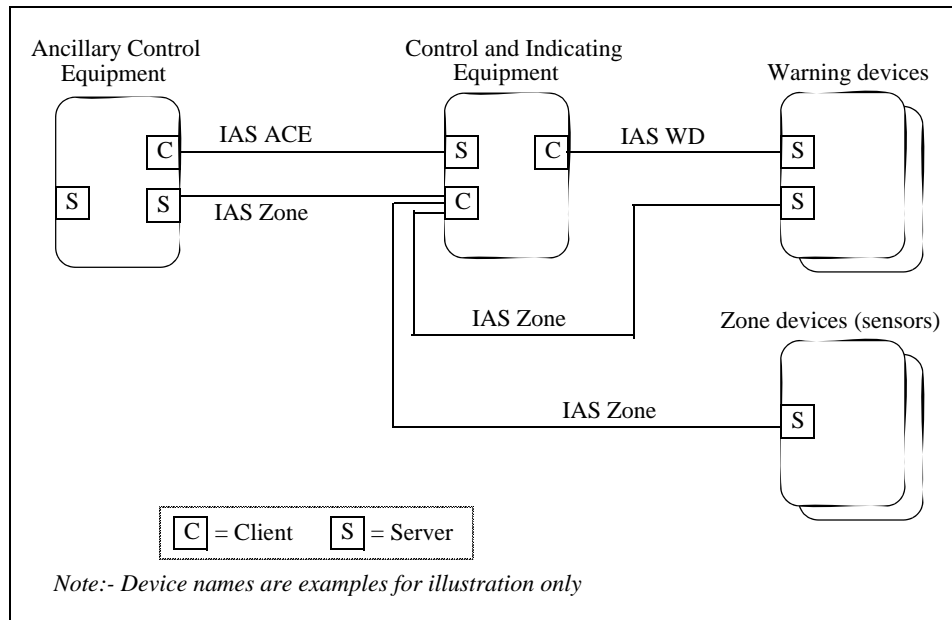 Ancillary Control
Equipment
Control and Indicating
Equipment
Warning devices
C
IAS ACE
S
C
IAS WD
S
S
S
IAS Zone
C
S
IAS Zone
Zone devices (sensors)
IAS Zone
S
C = Client
S = Server
Note:- Device names are examples for illustration only